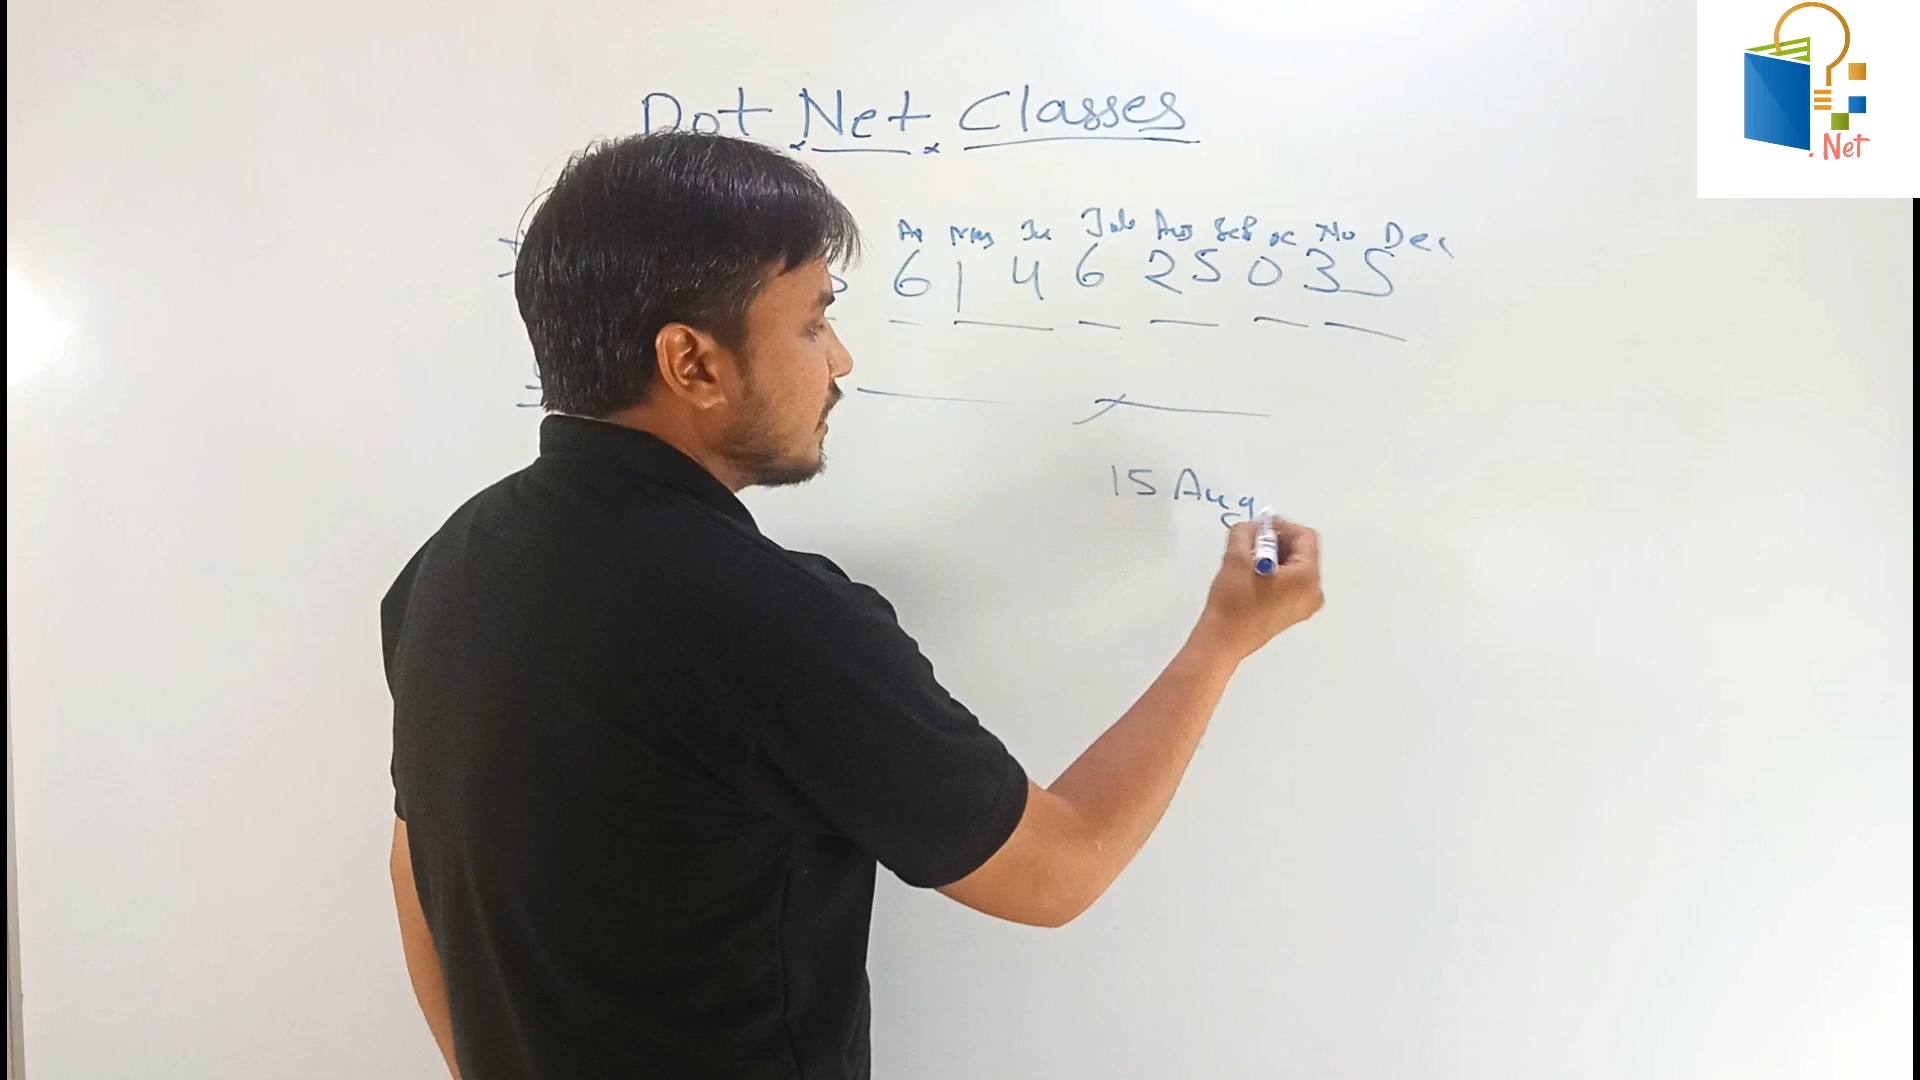 Dot Net Classes
Ap May Ju Jul Aug Sep oc No Dec
6 1 4 6 2 5 0 3 5
15 Aug
.Net